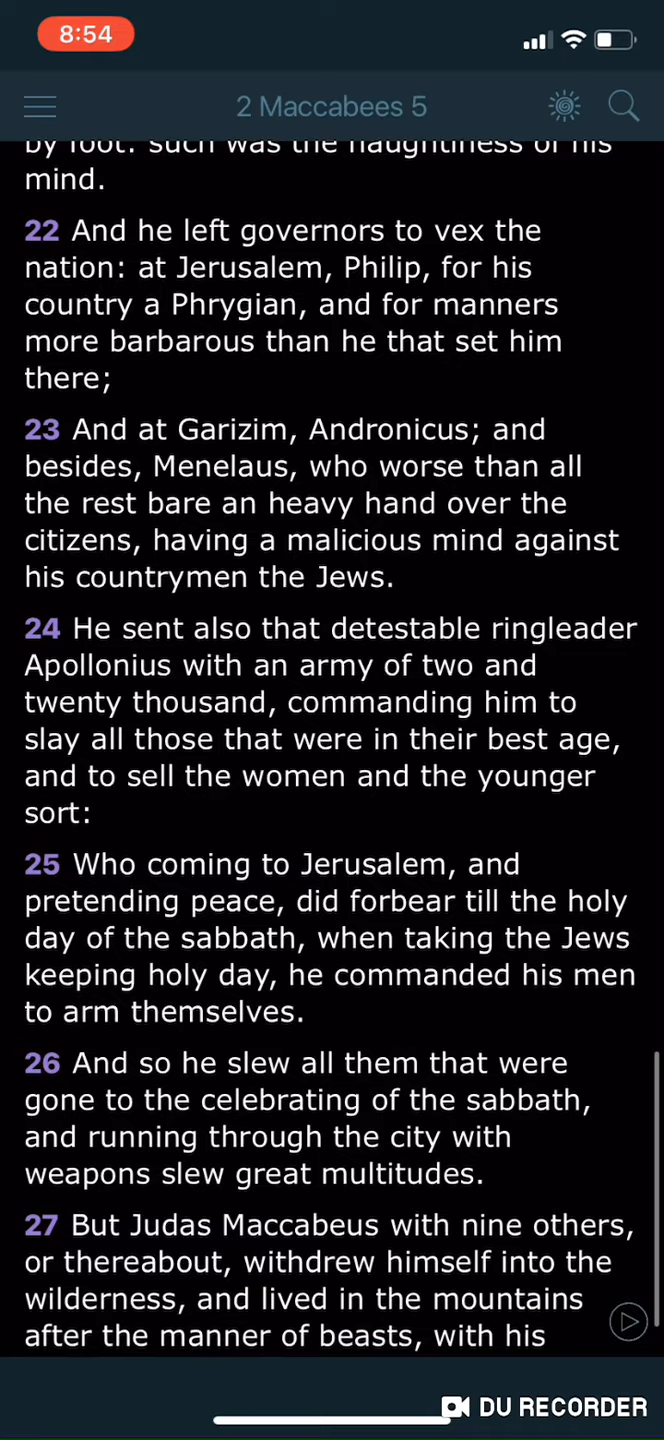 8:54
2 Maccabees 5
by foot: such was the haughtiness of his
mind.
22 And he left governors to vex the
nation: at Jerusalem, Philip, for his
country a Phrygian, and for manners
more barbarous than he that set him
there;
23 And at Garizim, Andronicus; and
besides, Menelaus, who worse than all
the rest bare an heavy hand over the
citizens, having a malicious mind against
his countrymen the Jews.
24 He sent also that detestable ringleader
Apollonius with an army of two and
twenty thousand, commanding him to
slay all those that were in their best age,
and to sell the women and the younger
sort:
25 Who coming to Jerusalem, and
pretending peace, did forbear till the holy
day of the sabbath, when taking the Jews
keeping holy day, he commanded his men
to arm themselves.
26 And so he slew all them that were
gone to the celebrating of the sabbath,
and running through the city with
weapons slew great multitudes.
27 But Judas Maccabeus with nine others,
or thereabout, withdrew himself into the
wilderness, and lived in the mountains
after the manner of beasts, with his
DU RECORDER